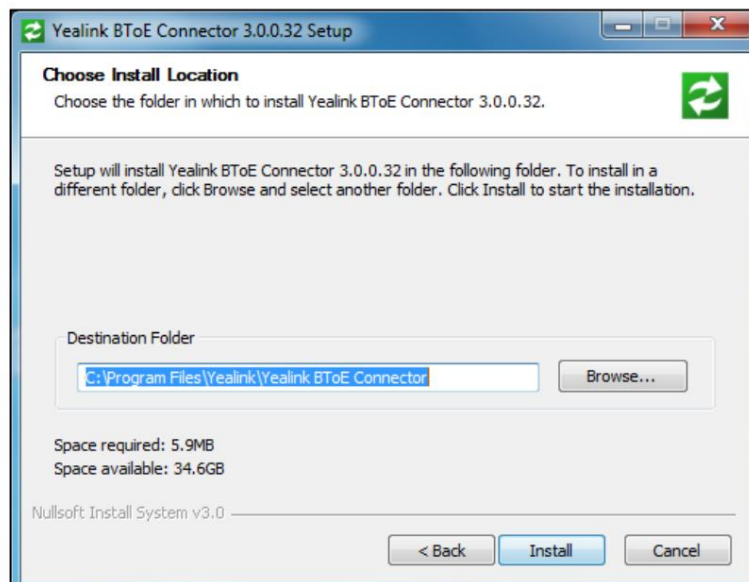 Yealink BToE Connector 3.0.0.32 Setup
Choose Install Location
Choose the folder in which to install Yealink BToE Connector 3.0.0.32.
Setup will install Yealink BToE Connector 3.0.0.32 in the following folder. To install in a
different folder, click Browse and select another folder. Click Install to start the installation.
Destination Folder
C:\Program Files\Yealink\Yealink BToE Connector
Browse...
Space required: 5.9MB
Space available: 34.6GB
Nullsoft Install System v3.0
< Back
Install
Cancel